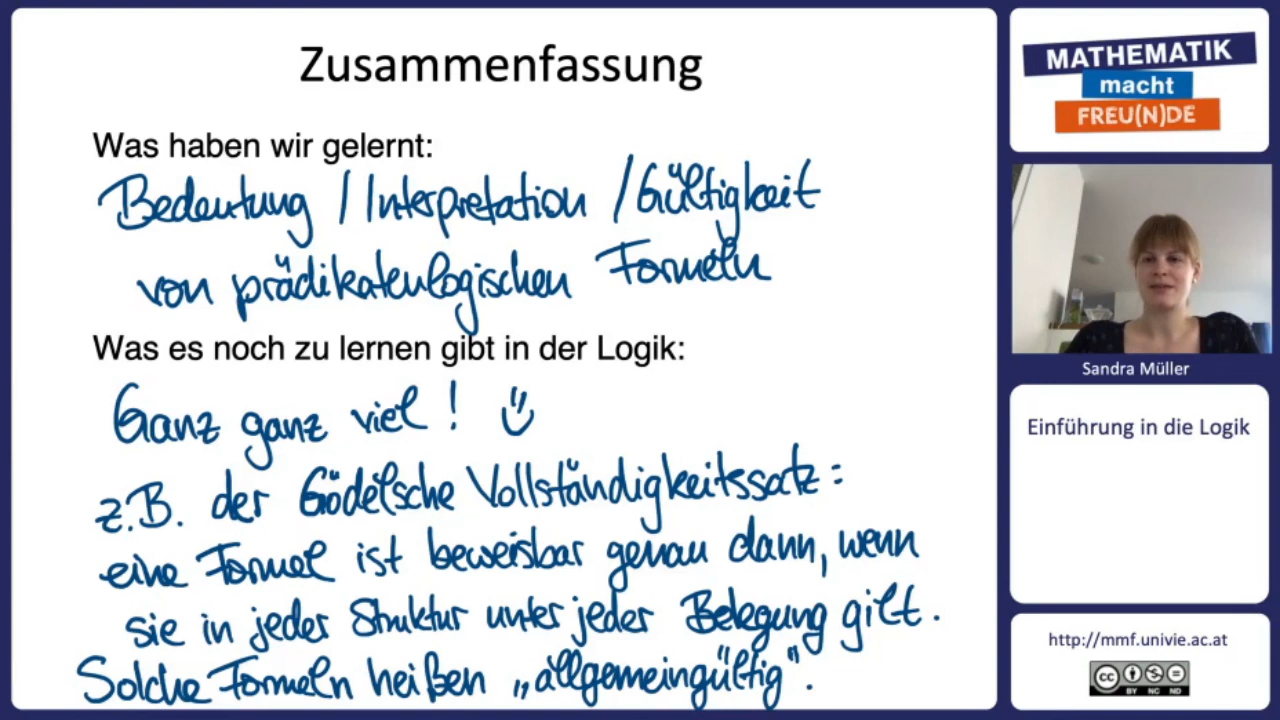 Zusammenfassung
Was haben wir gelernt:
Bedeutung / Interpretation / Gültigkeit
von prädikatenlogischen Formeln
Was es noch zu lernen gibt in der Logik:
Ganz ganz viel!
z.B. der Gödelsche Vollständigkeitssatz:
eine Formel ist beweisbar genau dann, wenn
sie in jeder Struktur unter jeder Belegung gilt.
Solche Formeln heißen „allgemeingültig".
MATHEMATIK
macht
FREU(N)DE
Sandra Müller
Einführung in die Logik
http://mmf.univie.ac.at
cc
BY NC ND